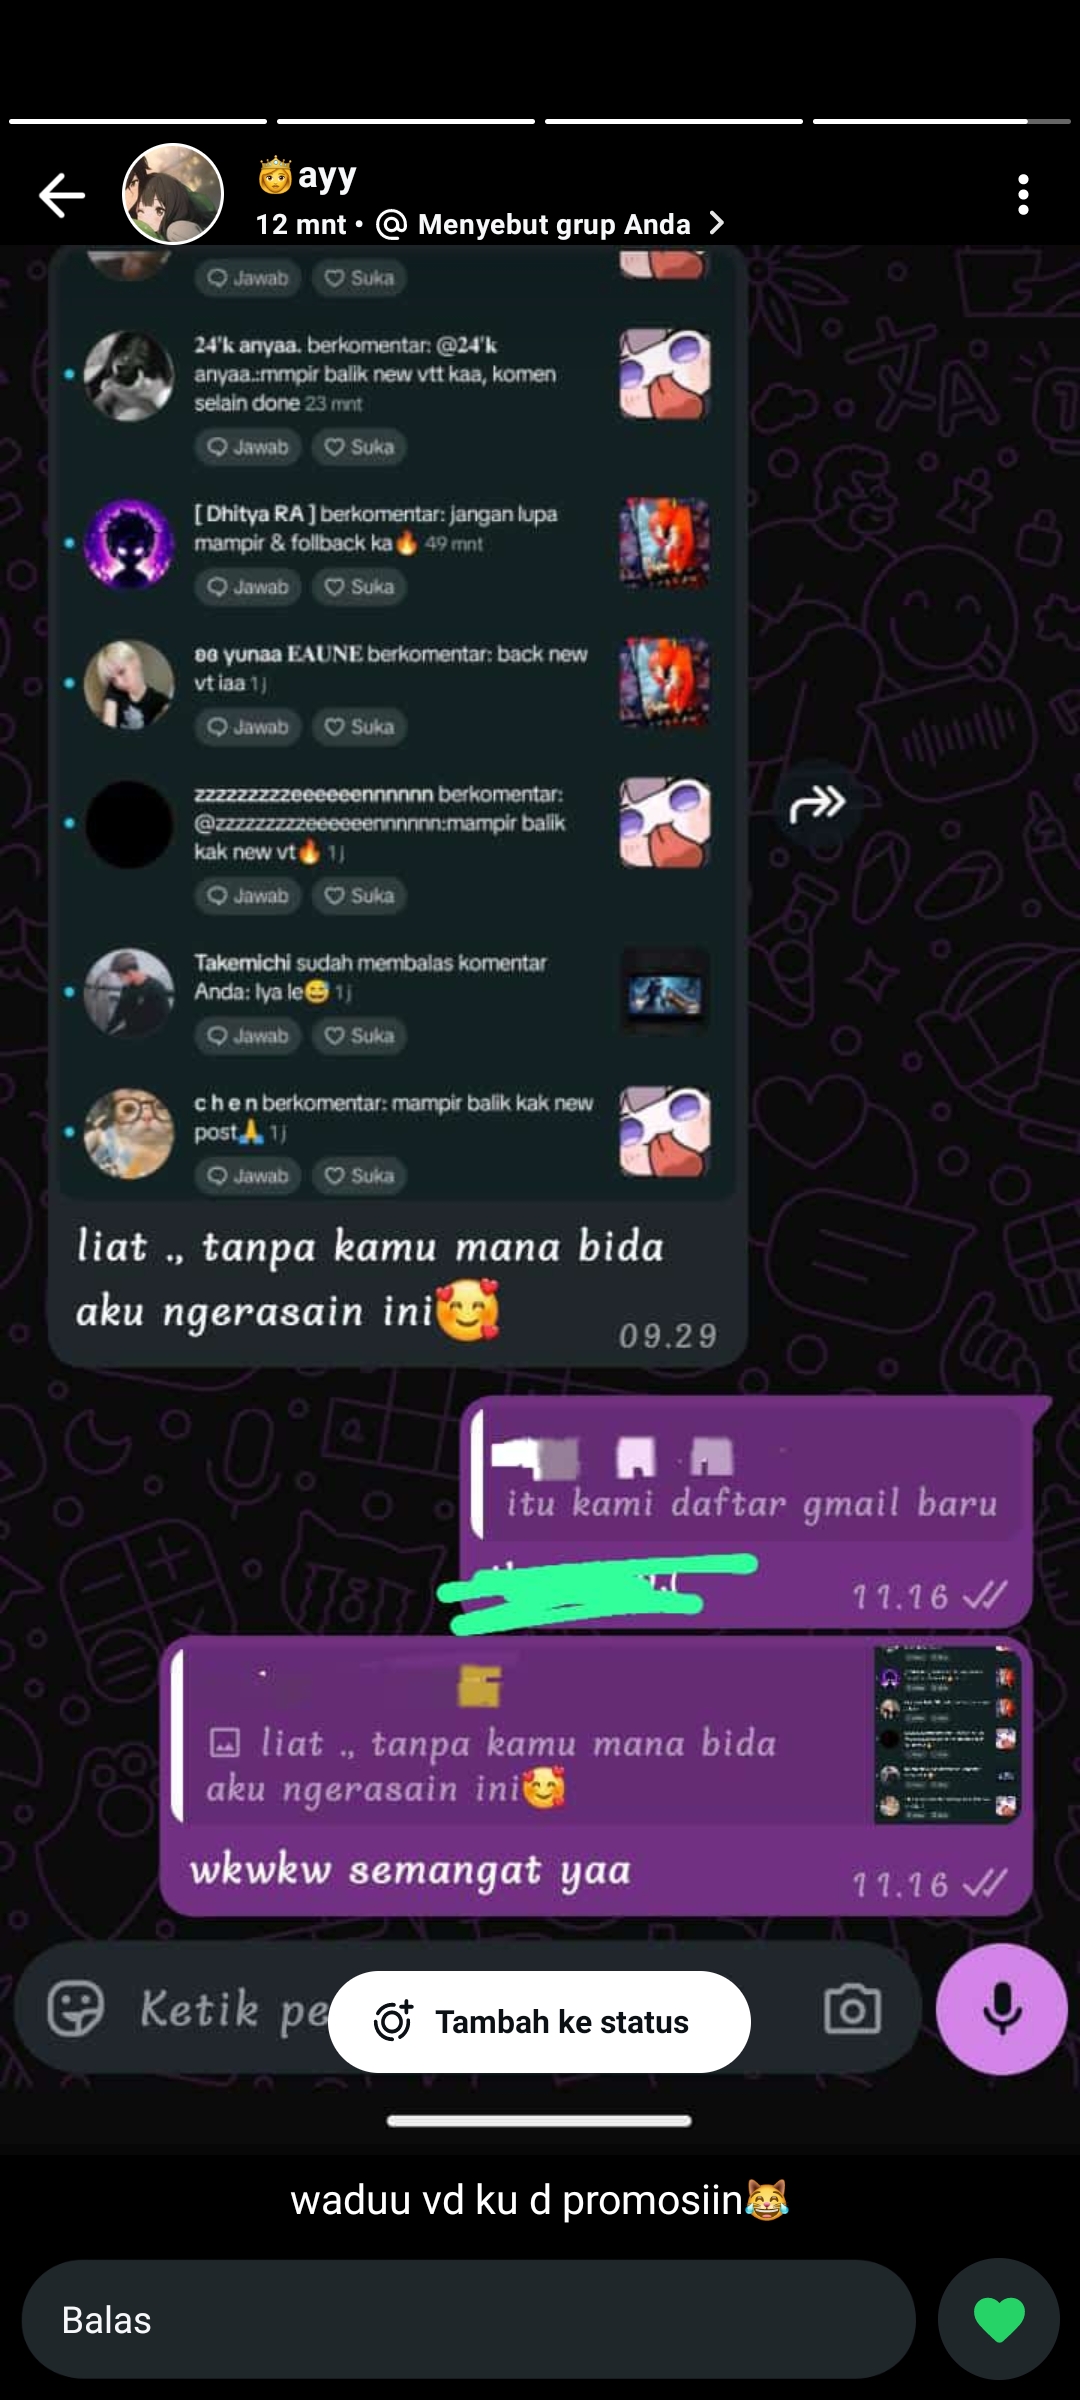 👸ayy
12 mnt • @ Menyebut grup Anda >
Jawab Suka
24'k anyaa. berkomentar: @24'k
anyaa.:mmpir balik new vtt kaa, komen
selain done 23 mnt
Jawab Suka
[ Dhitya RA ] berkomentar: jangan lupa
mampir & follback ka🔥 49 mnt
Jawab Suka
ʚɞ yunaa EAUNE berkomentar: back new
vt iaa 1j
Jawab Suka
zzzzzzzzzeeeeeennnnnn berkomentar:
@zzzzzzzzzeeeeeennnnnn:mampir balik
kak new vt🔥 1j
Jawab Suka
Takemichi sudah membalas komentar
Anda: Iya le😅 1j
Jawab Suka
c h e n berkomentar: mampir balik kak new
post🙏 1j
Jawab Suka
liat ., tanpa kamu mana bida
aku ngerasain ini🥰
09.29
itu kami daftar gmail baru
11.16
liat ., tanpa kamu mana bida
aku ngerasain ini🥰
wkwkw semangat yaa
11.16
Ketik pe
Tambah ke status
waduu vd ku d promosiin😹
Balas